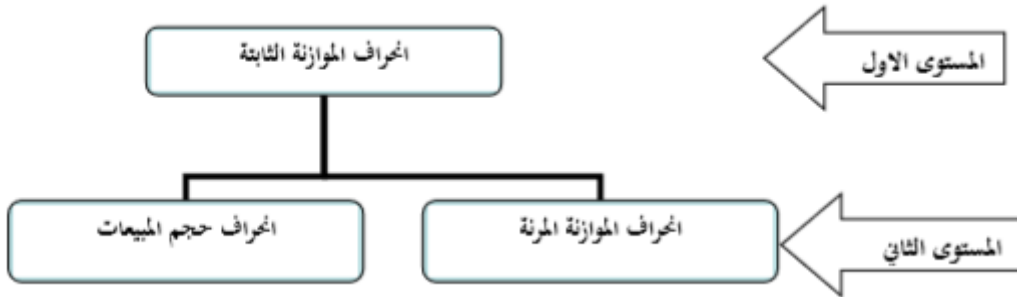 المستوى الاول
انحراف الموازنة الثابتة
المستوى الثاني
انحراف الموازنة المرنة
انحراف حجم المبيعات